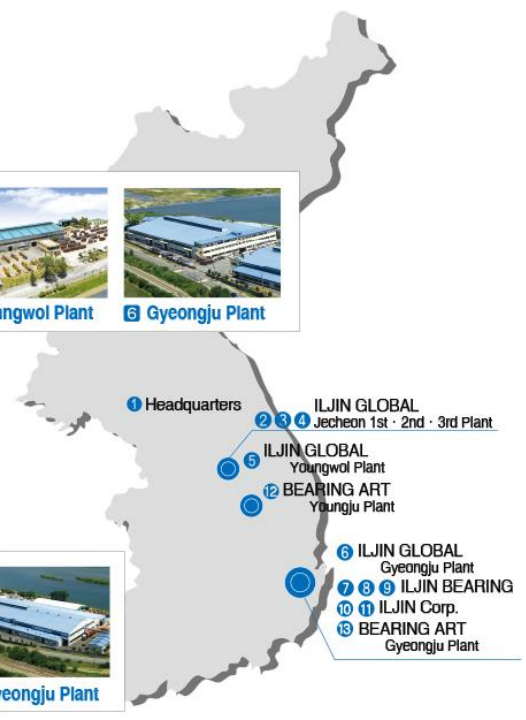 Plant
6 Gyeongju Plant
1 Headquarters
2 3 4 ILJIN GLOBAL
Jecheon 1st · 2nd · 3rd Plant
5 ILJIN GLOBAL
Youngwol Plant
12 BEARING ART
Youngju Plant
6 ILJIN GLOBAL
Gyeongju Plant
7 8 9 ILJIN BEARING
10 11 ILJIN Corp.
13 BEARING ART
Gyeongju Plant
Plant